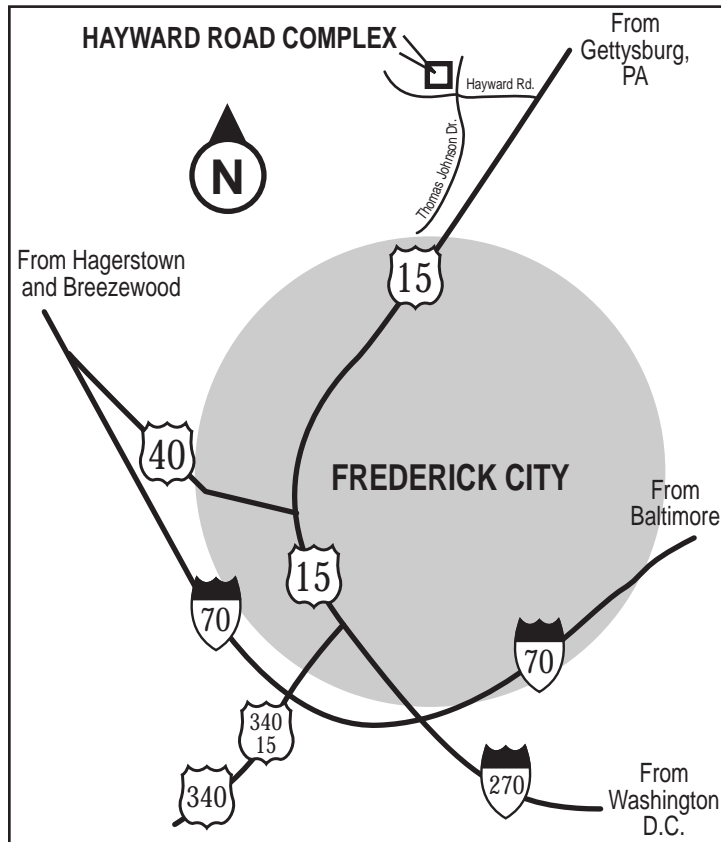 HAYWARD ROAD COMPLEX
From
Gettysburg,
PA
Hayward Rd.
Thomas Johnson Dr.
N
From Hagerstown
and Breezewood
15
40
FREDERICK CITY
From
Baltimore
15
70
70
340
15
340
270
From
Washington
D.C.